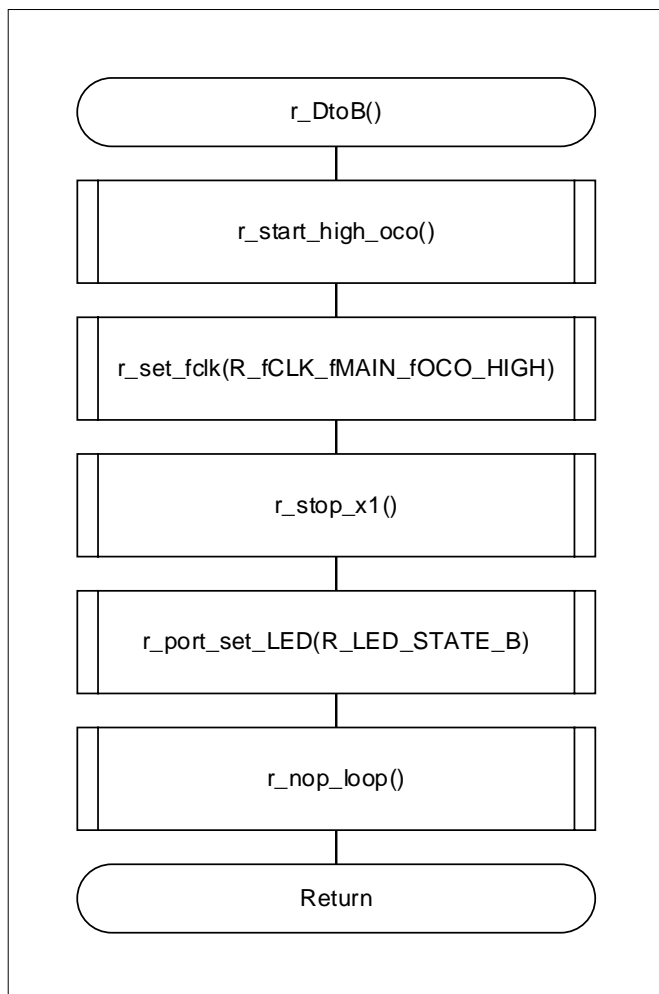 r_DtoB()
r_start_high_oco()
r_set_fclk(R_fCLK_fMAIN_fOCO_HIGH)
r_stop_x1()
r_port_set_LED(R_LED_STATE_B)
r_nop_loop()
Return